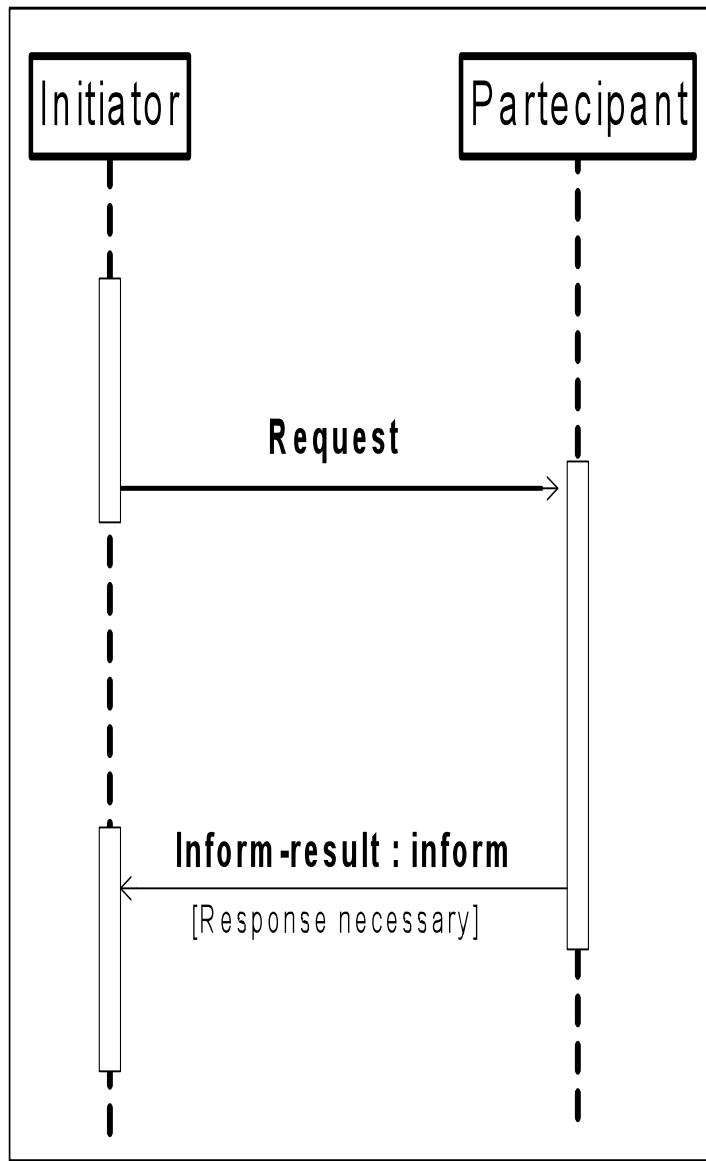 Initiator
Partecipant
Request
Inform-result : inform
[Response necessary]